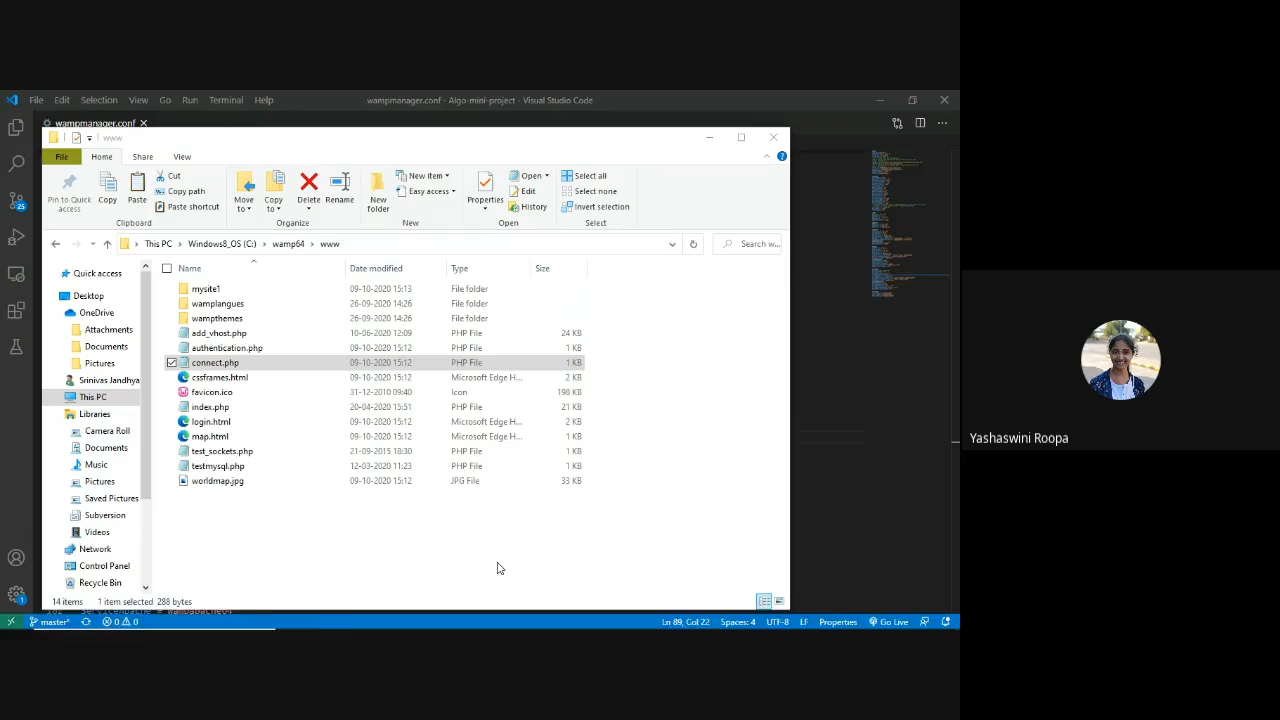 File Edit Selection View Go Run Terminal Help
wampmanager.conf - Algo-mini-project - Visual Studio Code
wampmanager.conf
www
File Home Share View
Pin to Quick access
Copy
Paste
Cut
Copy path
Paste shortcut
Clipboard
Move to
Copy to
Delete
Rename
Organize
New folder
New item
Easy access
New
Properties
Open
Edit
History
Open
Select all
Select none
Invert selection
Select
This PC Windows8_OS (C:) wamp64 www
Search w...
Name Date modified Type Size
Quick access
Desktop
OneDrive
Attachments
Documents
Pictures
Srinivas Jandhya
This PC
Libraries
Camera Roll
Documents
Music
Pictures
Saved Pictures
Subversion
Videos
Network
Control Panel
Recycle Bin
mysite1 09-10-2020 15:13 File folder
wamplangues 26-09-2020 14:26 File folder
wampthemes 26-09-2020 14:26 File folder
add_vhost.php 10-06-2020 12:09 PHP File 24 KB
authentication.php 09-10-2020 15:12 PHP File 1 KB
connect.php 09-10-2020 15:12 PHP File 1 KB
cssframes.html 09-10-2020 15:12 Microsoft Edge H... 2 KB
favicon.ico 31-12-2010 09:40 Icon 198 KB
index.php 20-04-2020 15:51 PHP File 21 KB
login.html 09-10-2020 15:12 Microsoft Edge H... 2 KB
map.html 09-10-2020 15:12 Microsoft Edge H... 1 KB
test_sockets.php 21-09-2015 18:30 PHP File 1 KB
testmysql.php 12-03-2020 11:23 PHP File 1 KB
worldmap.jpg 09-10-2020 15:12 JPG File 33 KB
14 items 1 item selected 288 bytes
25
1
master* 0 0
Ln 89, Col 22 Spaces: 4 UTF-8 LF Properties Go Live
Yashaswini Roopa